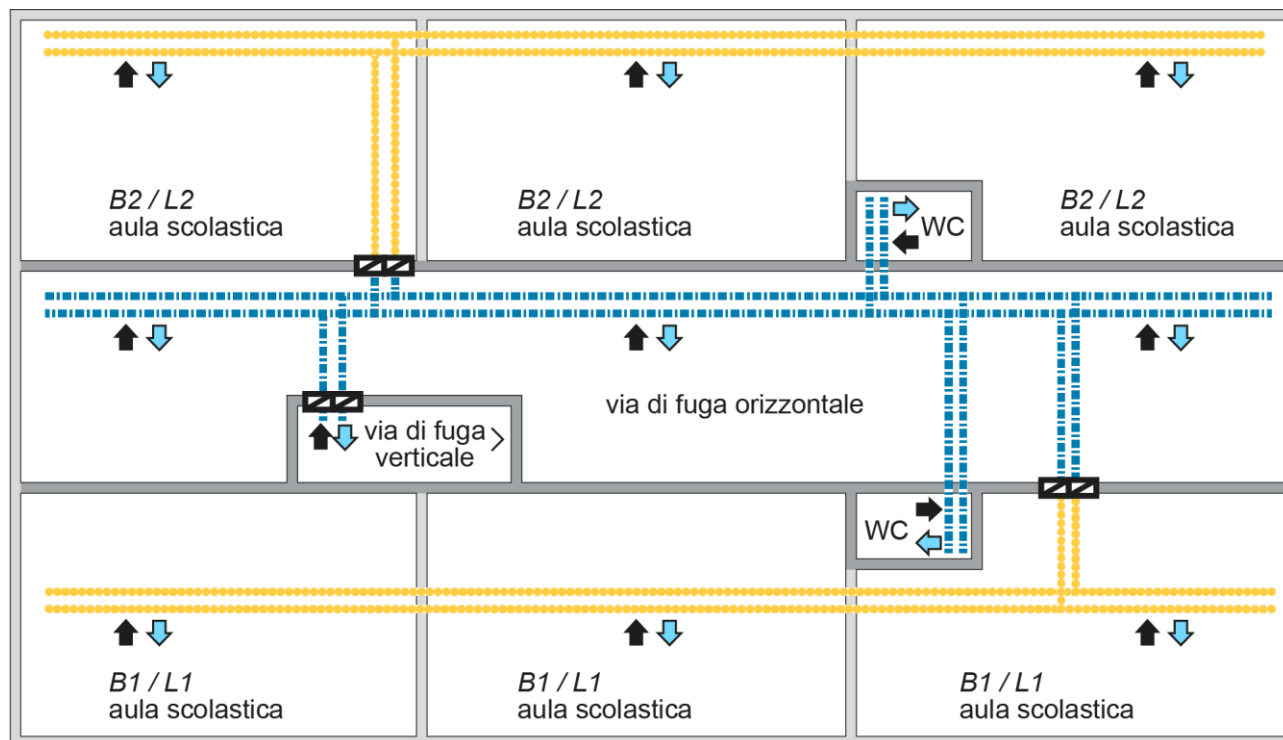 B2 / L2
aula scolastica
B2 / L2
aula scolastica
B2 / L2
aula scolastica
WC
via di fuga orizzontale
via di fuga
verticale
WC
B1 / L1
aula scolastica
B1 / L1
aula scolastica
B1 / L1
aula scolastica